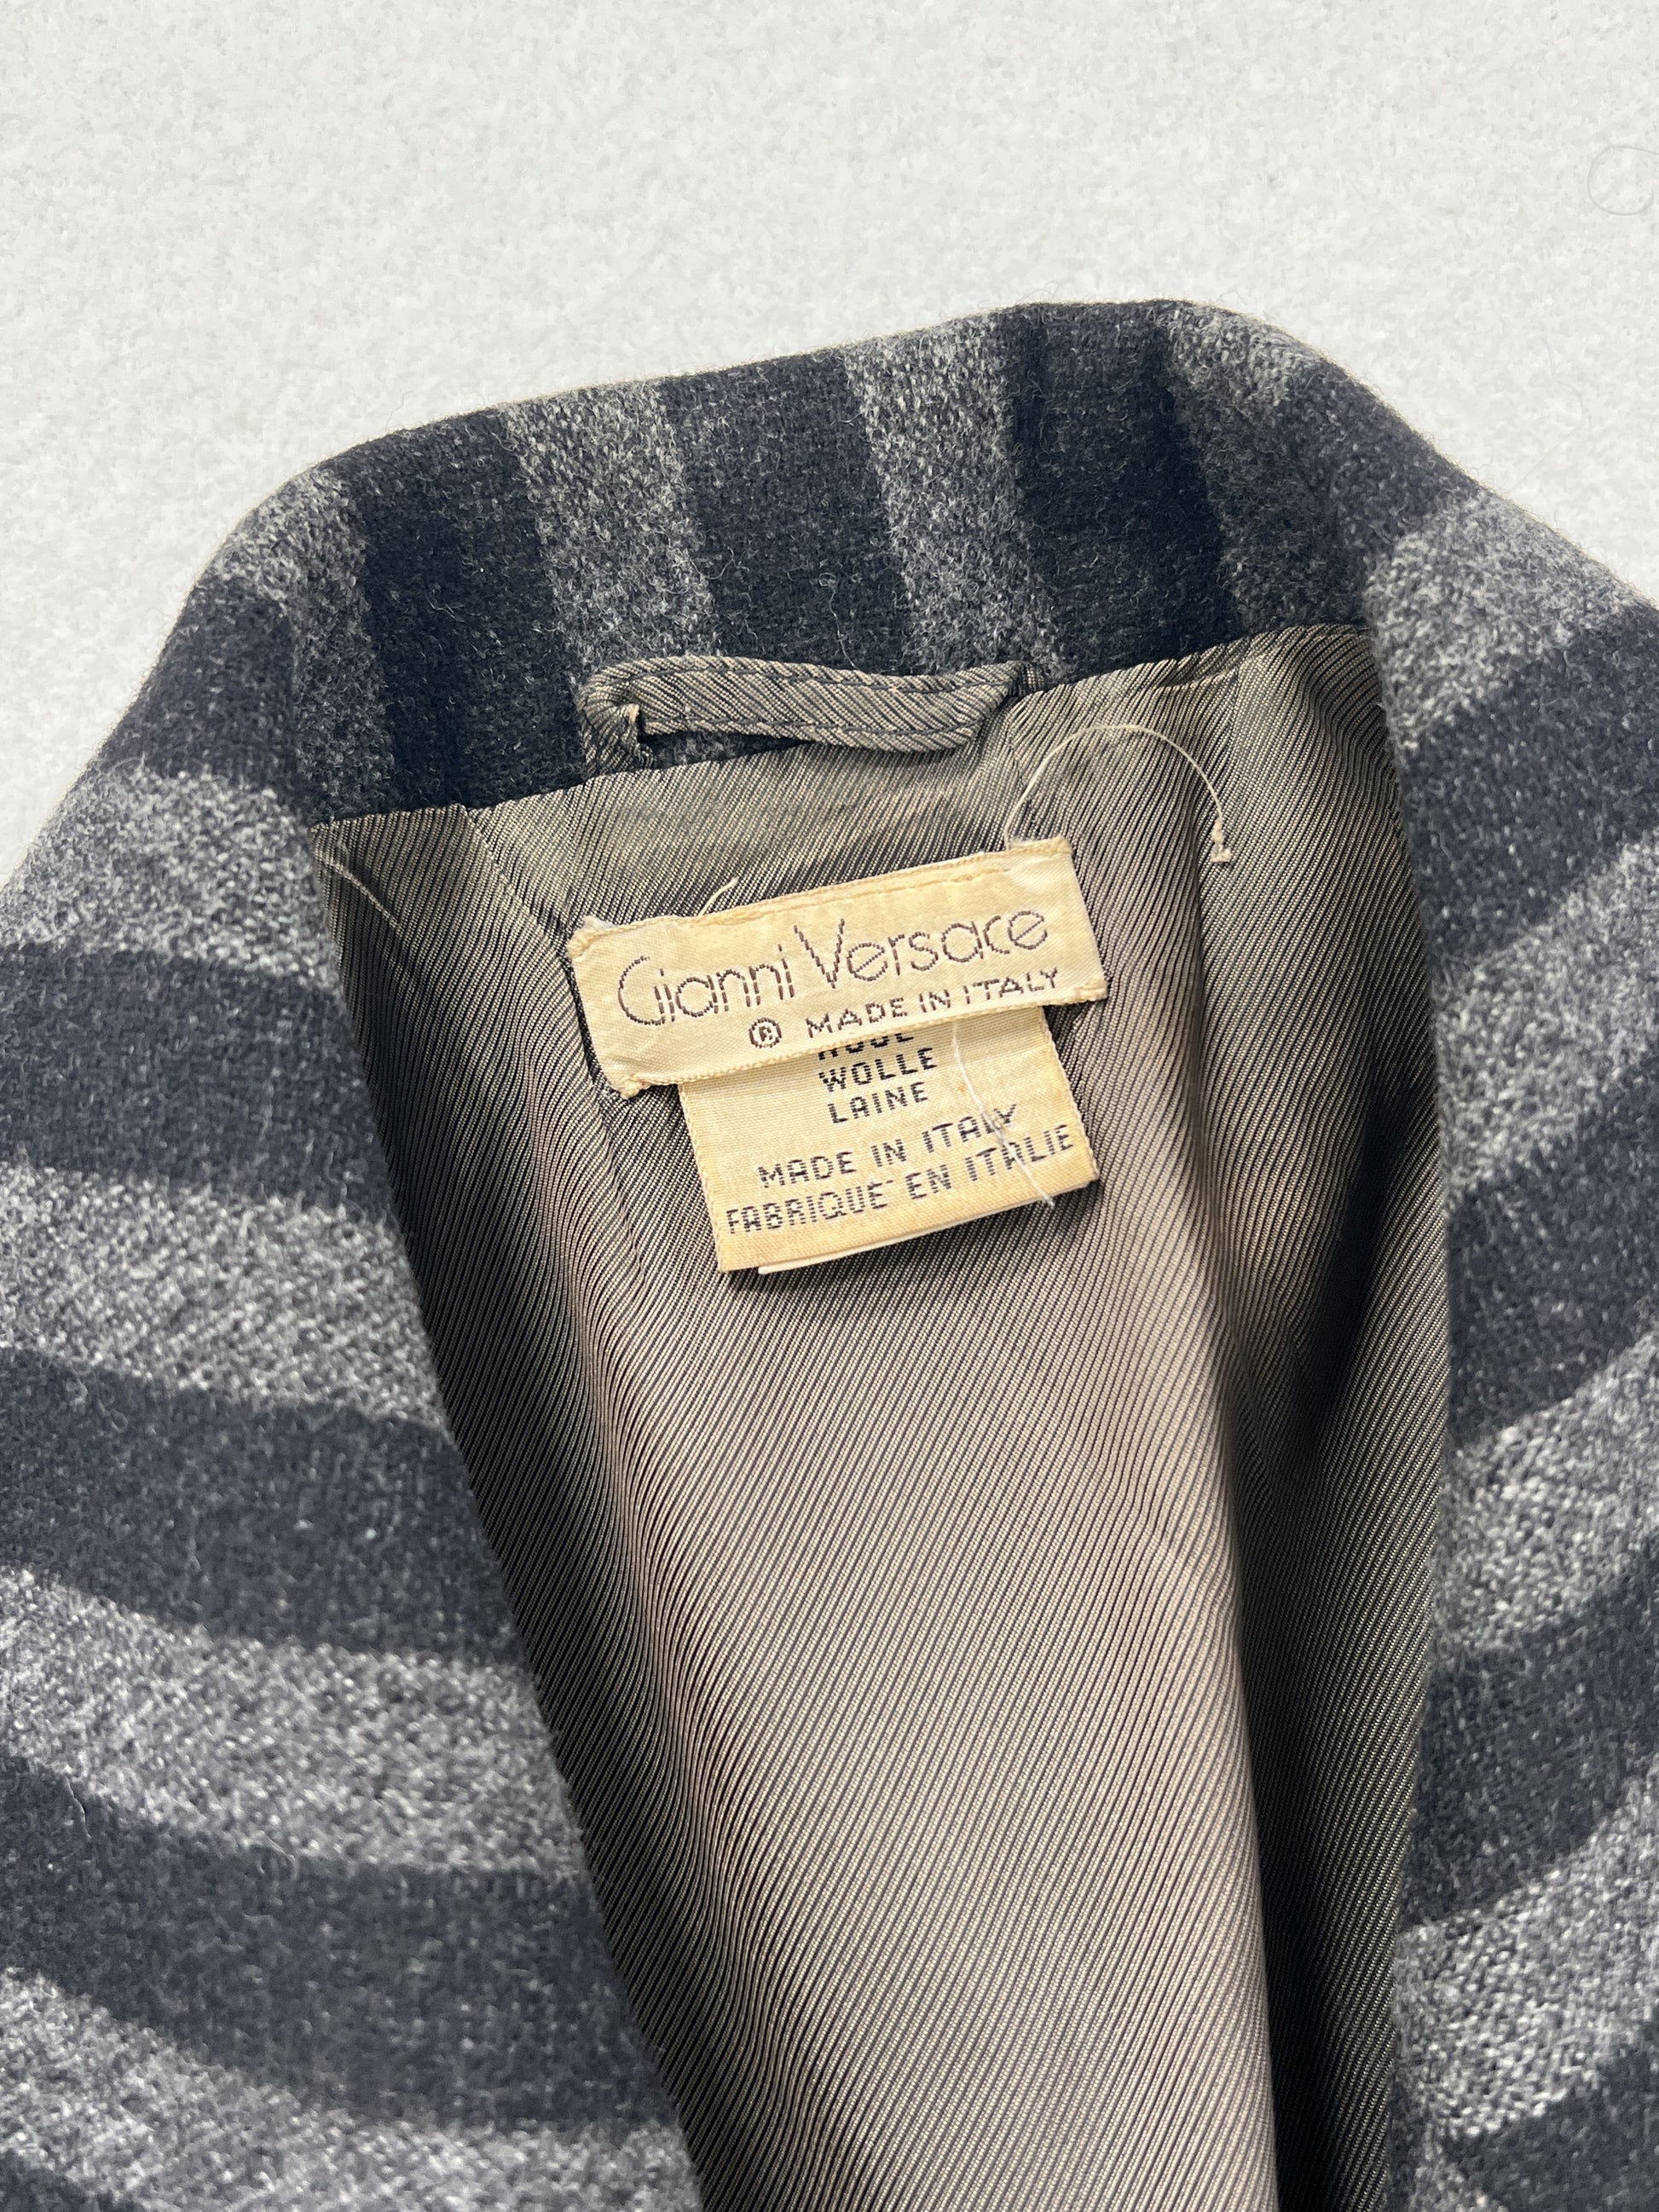 Gianni Versace
® MADE IN ITALY
WOLLE
LAINE
MADE IN ITALY
FABRIQUE' EN ITALIE